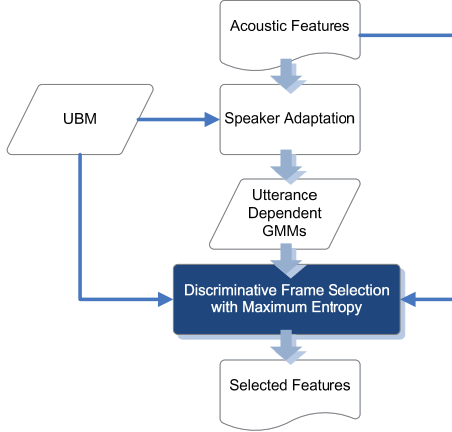 Acoustic Features
UBM
Speaker Adaptation
Utterance
Dependent
GMMs
Discriminative Frame Selection
with Maximum Entropy
Selected Features